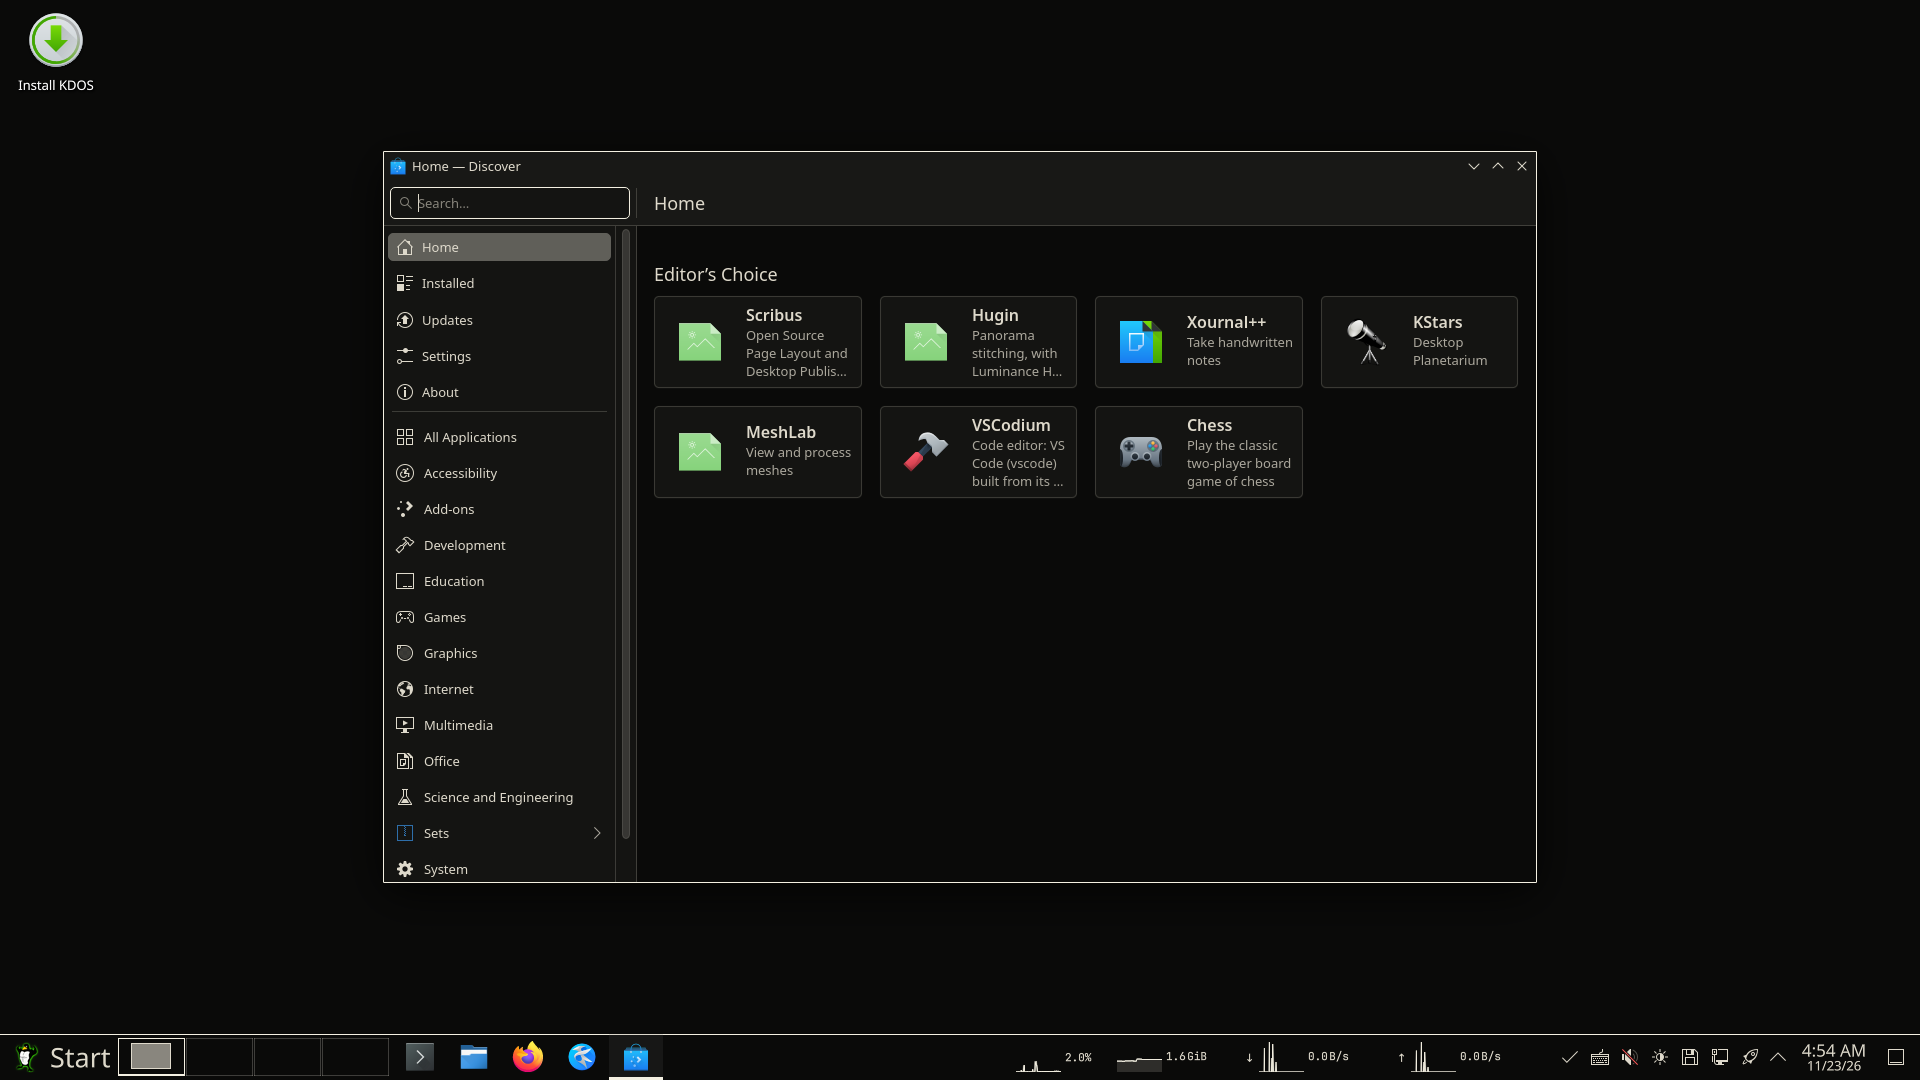 Install KDOS
Home — Discover
Search...
Home
Home
Installed
Updates
Settings
About
All Applications
Accessibility
Add-ons
Development
Education
Games
Graphics
Internet
Multimedia
Office
Science and Engineering
Sets
System
Editor’s Choice
Scribus
Open Source
Page Layout and
Desktop Publis...
Hugin
Panorama
stitching, with
Luminance H...
Xournal++
Take handwritten
notes
KStars
Desktop
Planetarium
MeshLab
View and process
meshes
VSCodium
Code editor: VS
Code (vscode)
built from its ...
Chess
Play the classic
two-player board
game of chess
Start
2.0%
1.6GiB
↓ 0.0B/s
↑ 0.0B/s
4:54 AM
11/23/26